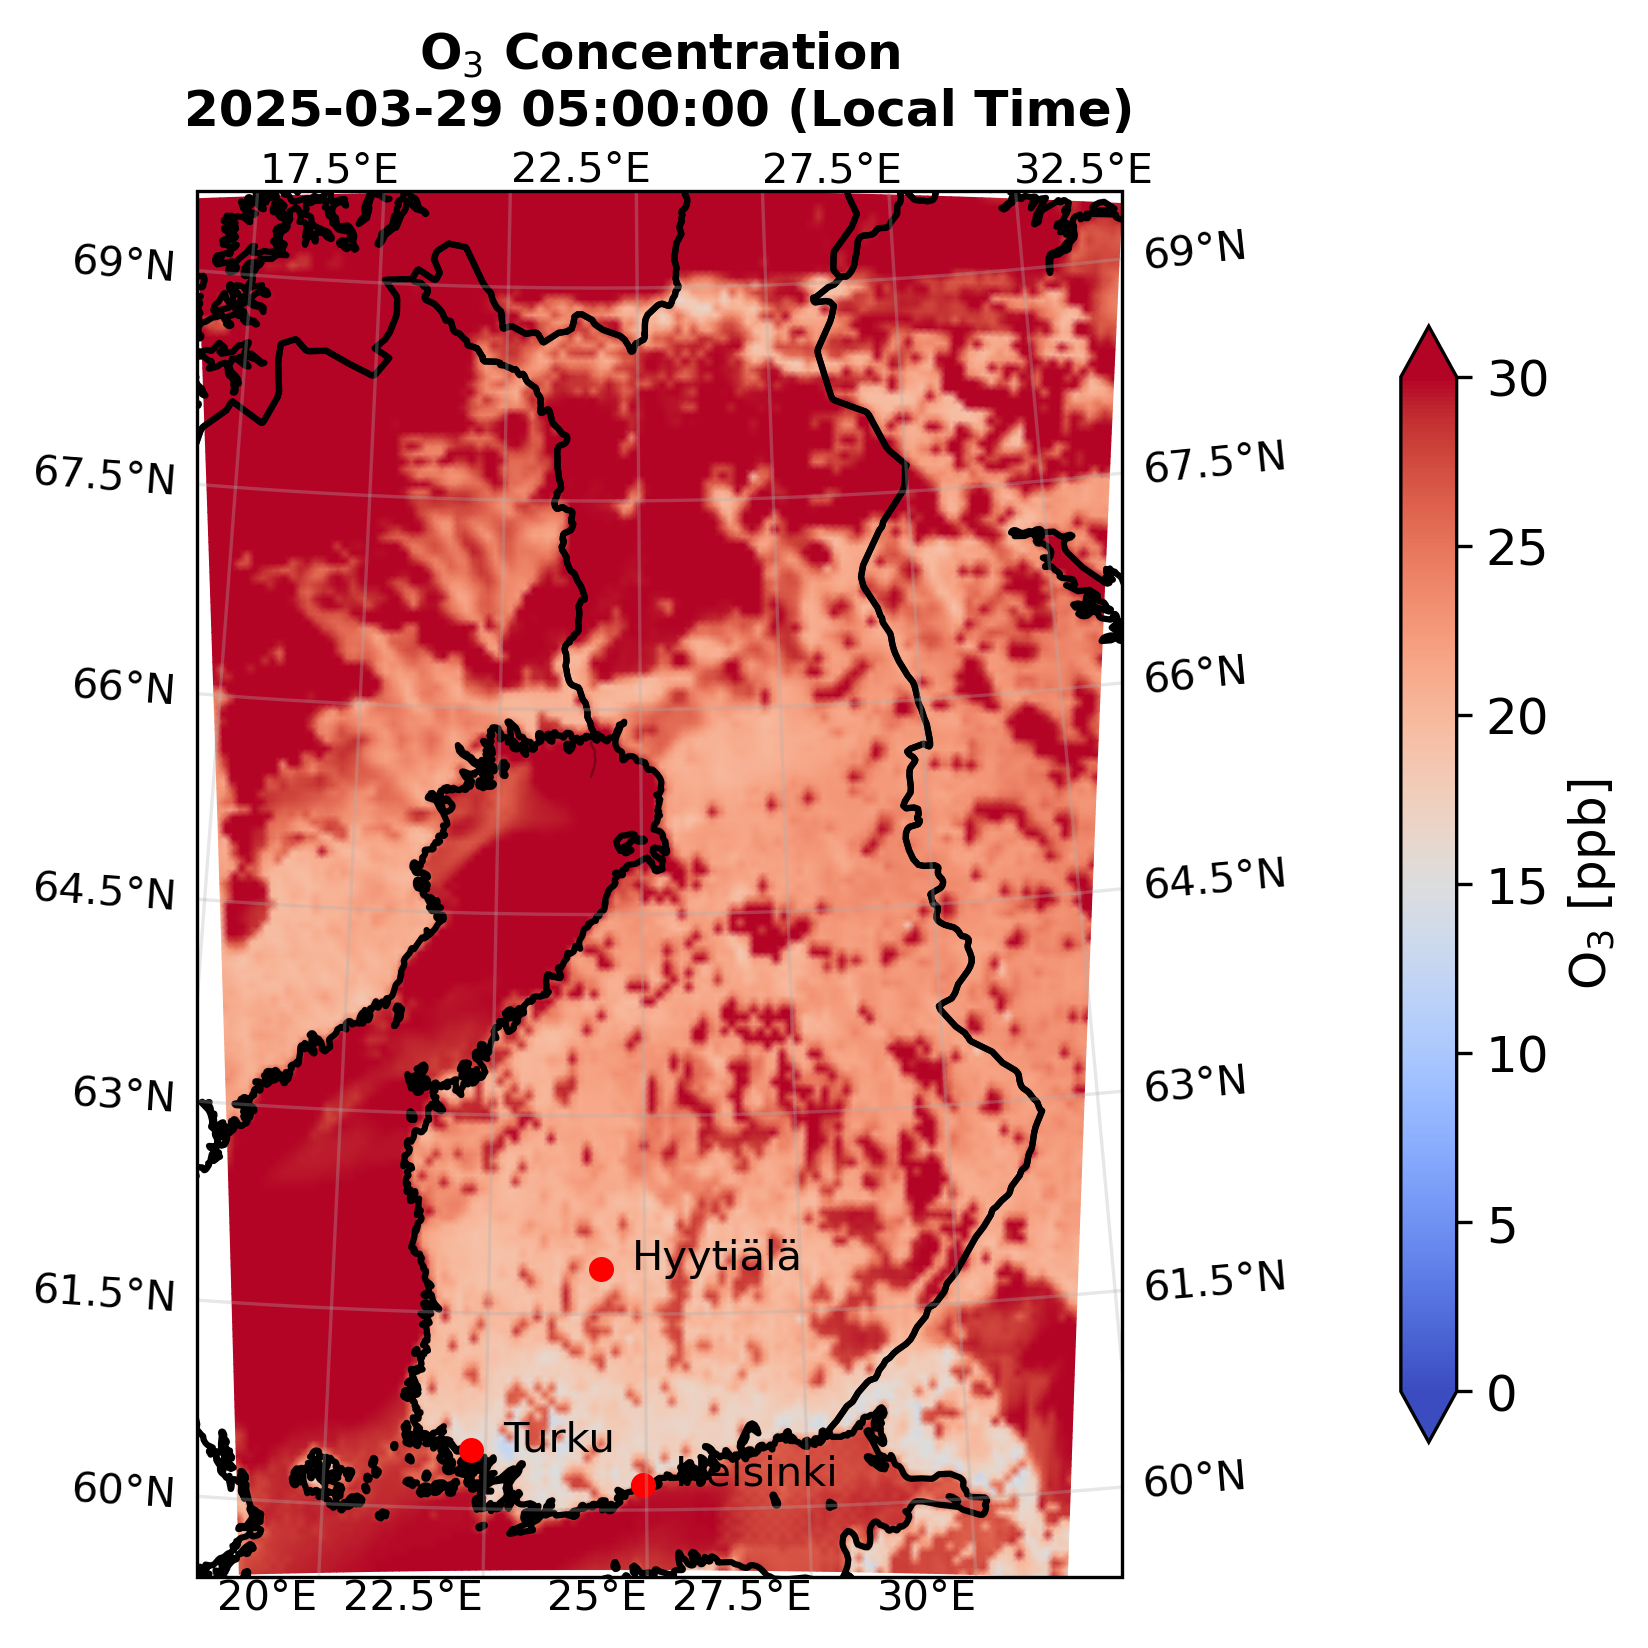 O₃ Concentration
2025-03-29 05:00:00 (Local Time)
17.5°E 22.5°E 27.5°E 32.5°E
69°N 69°N
67.5°N 67.5°N
66°N 66°N
64.5°N 64.5°N
63°N 63°N
61.5°N 61.5°N
60°N 60°N
Hyytiälä
Turku
Helsinki
20°E 22.5°E 25°E 27.5°E 30°E
30
25
20
15
10
5
0
O₃ [ppb]